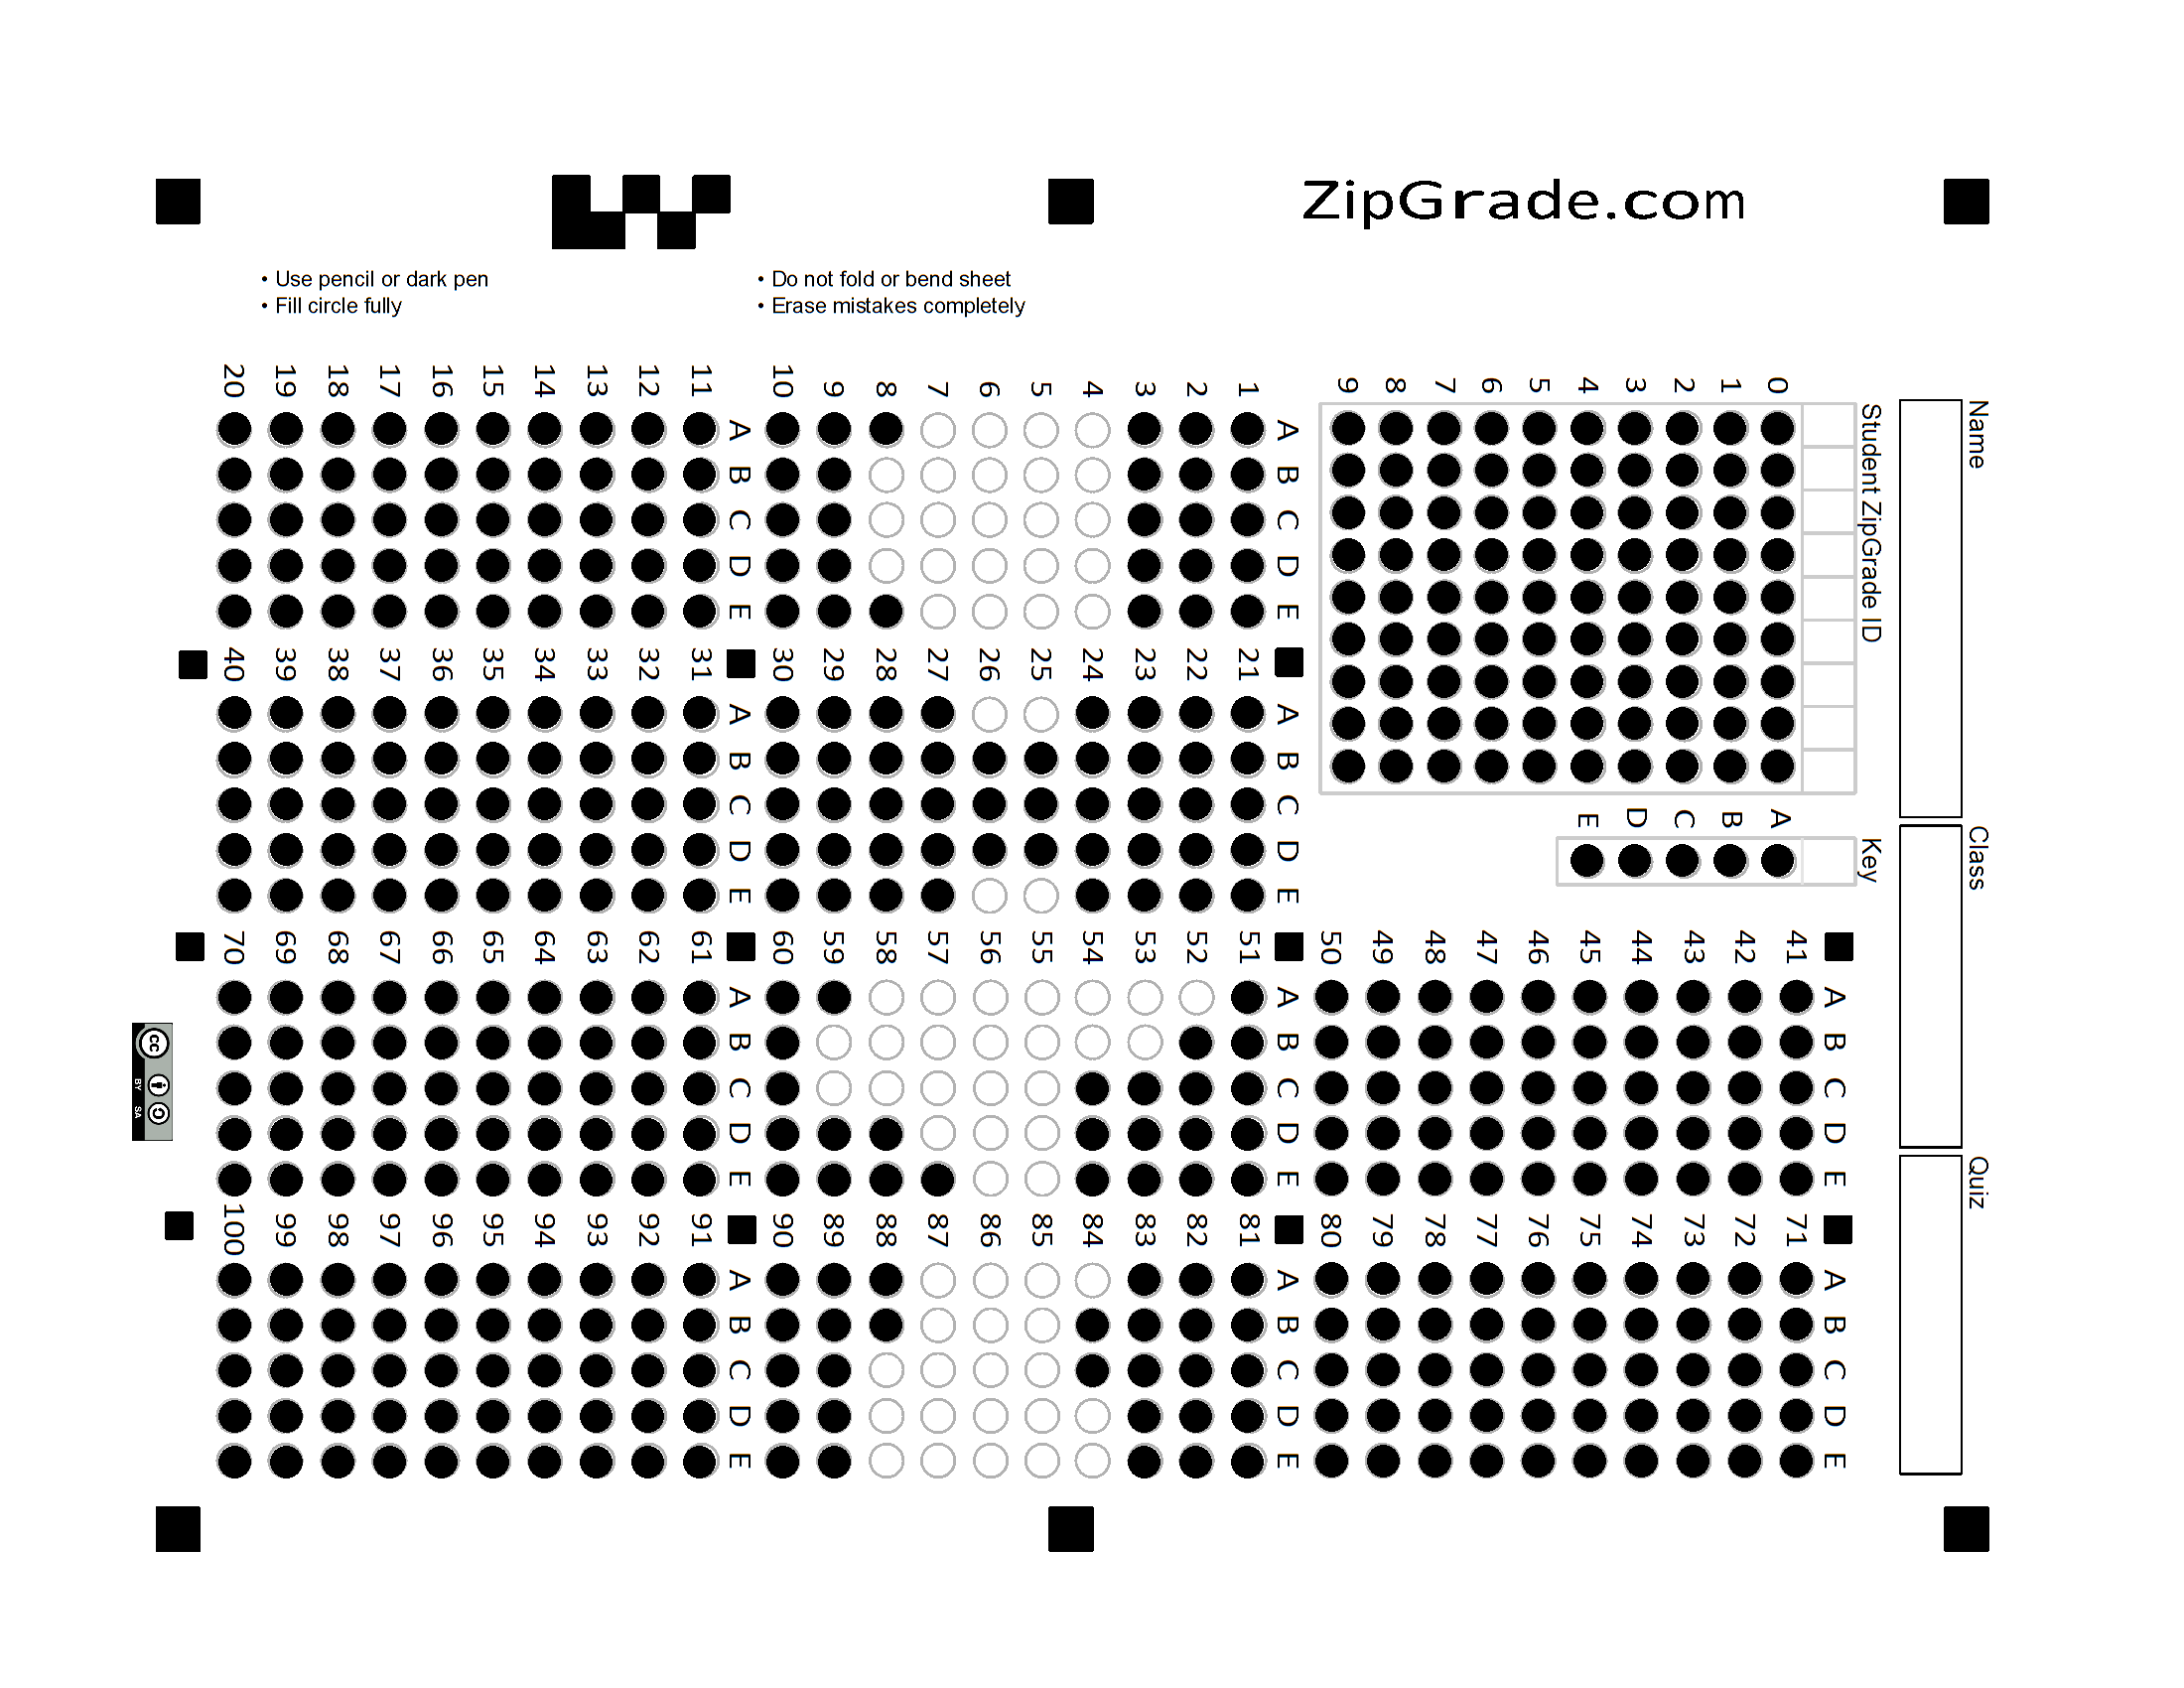 ZipGrade.com
• Use pencil or dark pen
• Fill circle fully
• Do not fold or bend sheet
• Erase mistakes completely
Name
Class
Quiz
Student ZipGrade ID
0 1 2 3 4 5 6 7 8 9
Key
A B C D E
A B C D E
1 2 3 4 5 6 7 8 9 10
A B C D E
11 12 13 14 15 16 17 18 19 20
A B C D E
21 22 23 24 25 26 27 28 29 30
A B C D E
31 32 33 34 35 36 37 38 39 40
A B C D E
41 42 43 44 45 46 47 48 49 50
A B C D E
51 52 53 54 55 56 57 58 59 60
A B C D E
61 62 63 64 65 66 67 68 69 70
A B C D E
71 72 73 74 75 76 77 78 79 80
A B C D E
81 82 83 84 85 86 87 88 89 90
A B C D E
91 92 93 94 95 96 97 98 99 100
A B C D E
cc BY SA